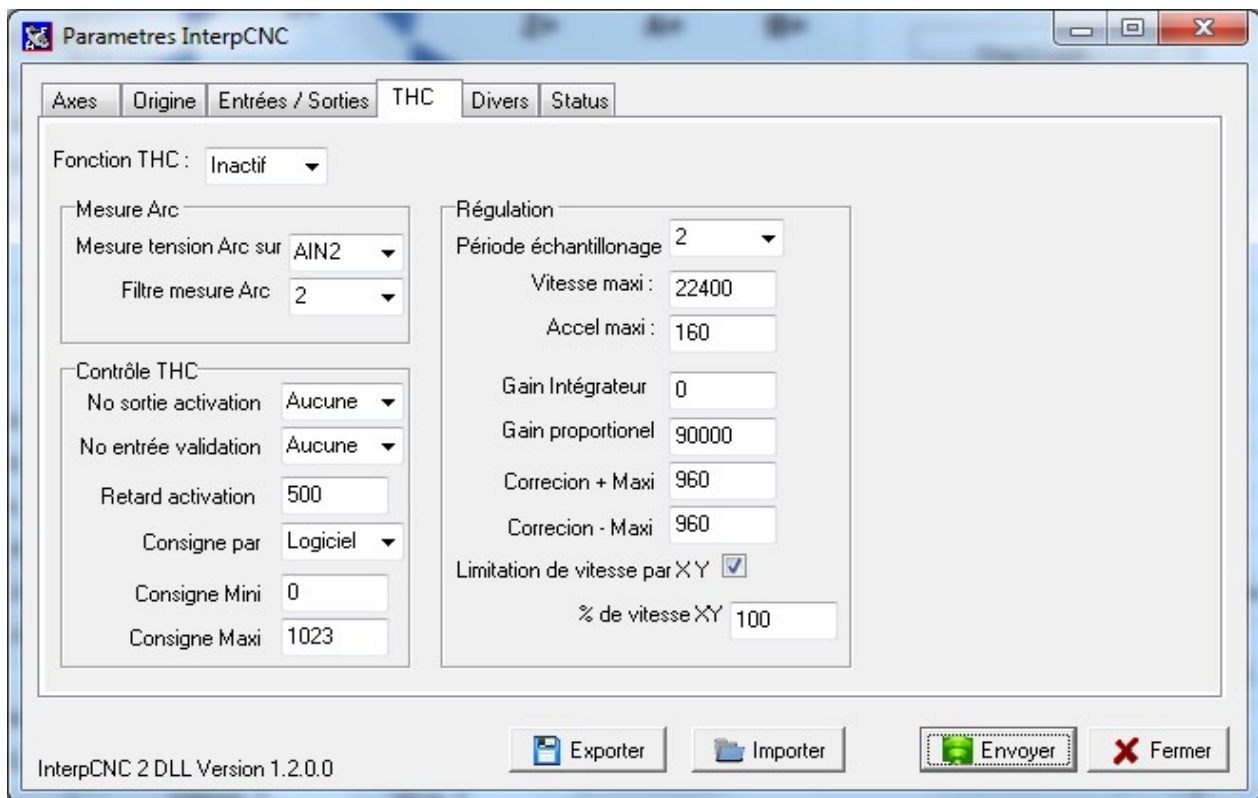 Parametres InterpCNC
Axes Origine Entrées / Sorties THC Divers Status
Fonction THC : Inactif
Mesure Arc
Mesure tension Arc sur AIN2
Filtre mesure Arc 2
Contrôle THC
No sortie activation Aucune
No entrée validation Aucune
Retard activation 500
Consigne par Logiciel
Consigne Mini 0
Consigne Maxi 1023
Régulation
Période échantillonage 2
Vitesse maxi : 22400
Accel maxi : 160
Gain Intégrateur 0
Gain proportionel 90000
Correcion + Maxi 960
Correcion - Maxi 960
Limitation de vitesse par X Y
% de vitesse XY 100
Exporter Importer Envoyer Fermer
InterpCNC 2 DLL Version 1.2.0.0